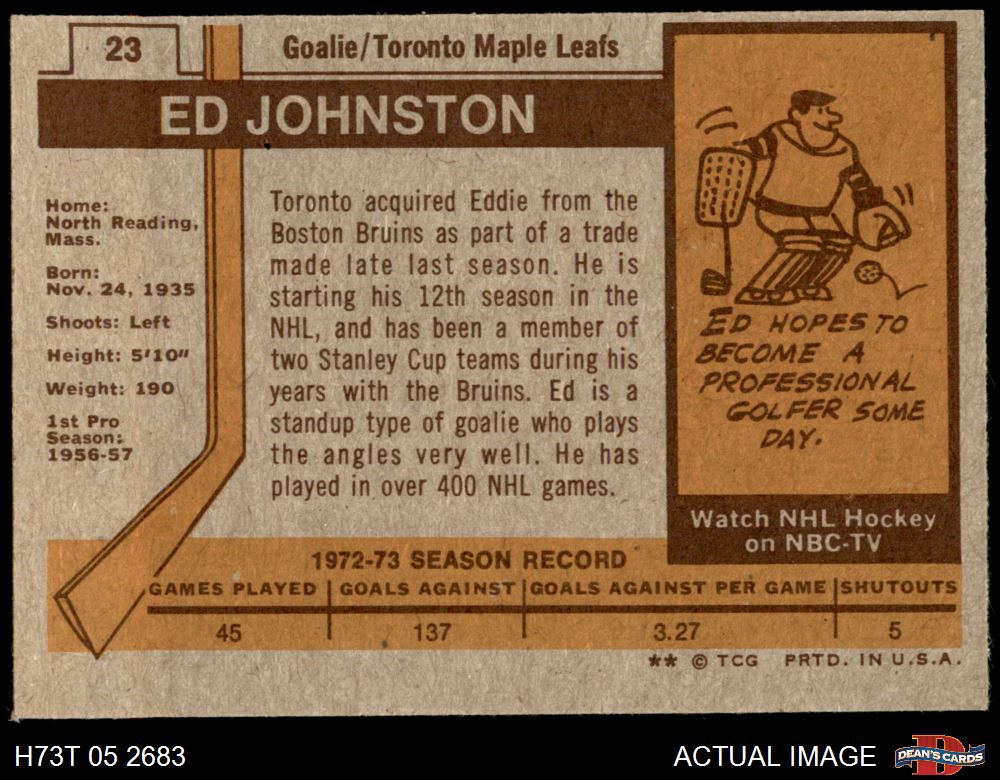 23
Goalie/Toronto Maple Leafs
ED JOHNSTON
Home:
North Reading,
Mass.
Born:
Nov. 24, 1935
Shoots: Left
Height: 5'10"
Weight: 190
1st Pro
Season:
1956-57
Toronto acquired Eddie from the
Boston Bruins as part of a trade
made late last season. He is
starting his 12th season in the
NHL, and has been a member of
two Stanley Cup teams during his
years with the Bruins. Ed is a
standup type of goalie who plays
the angles very well. He has
played in over 400 NHL games.
ED HOPES TO
BECOME A
PROFESSIONAL
GOLFER SOME
DAY.
Watch NHL Hockey
on NBC-TV
1972-73 SEASON RECORD
GAMES PLAYED GOALS AGAINST GOALS AGAINST PER GAME SHUTOUTS
45 137 3.27 5
** © TCG PRTD. IN U.S.A.
H73T 05 2683
ACTUAL IMAGE
DEAN'S CARDS